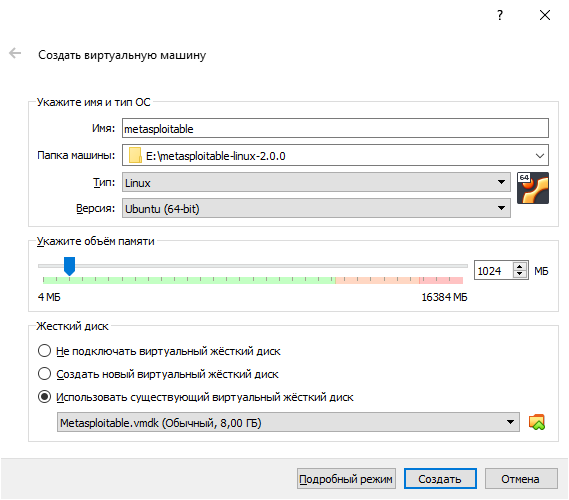 ?
Создать виртуальную машину
Укажите имя и тип ОС
Имя: metasploitable
Папка машины: E:\metasploitable-linux-2.0.0
Тип: Linux
64
Версия: Ubuntu (64-bit)
Укажите объём памяти
1024 МБ
4 МБ 16384 МБ
Жесткий диск
Не подключать виртуальный жёсткий диск
Создать новый виртуальный жёсткий диск
Использовать существующий виртуальный жёсткий диск
Metasploitable.vmdk (Обычный, 8,00 ГБ)
Подробный режим Создать Отмена